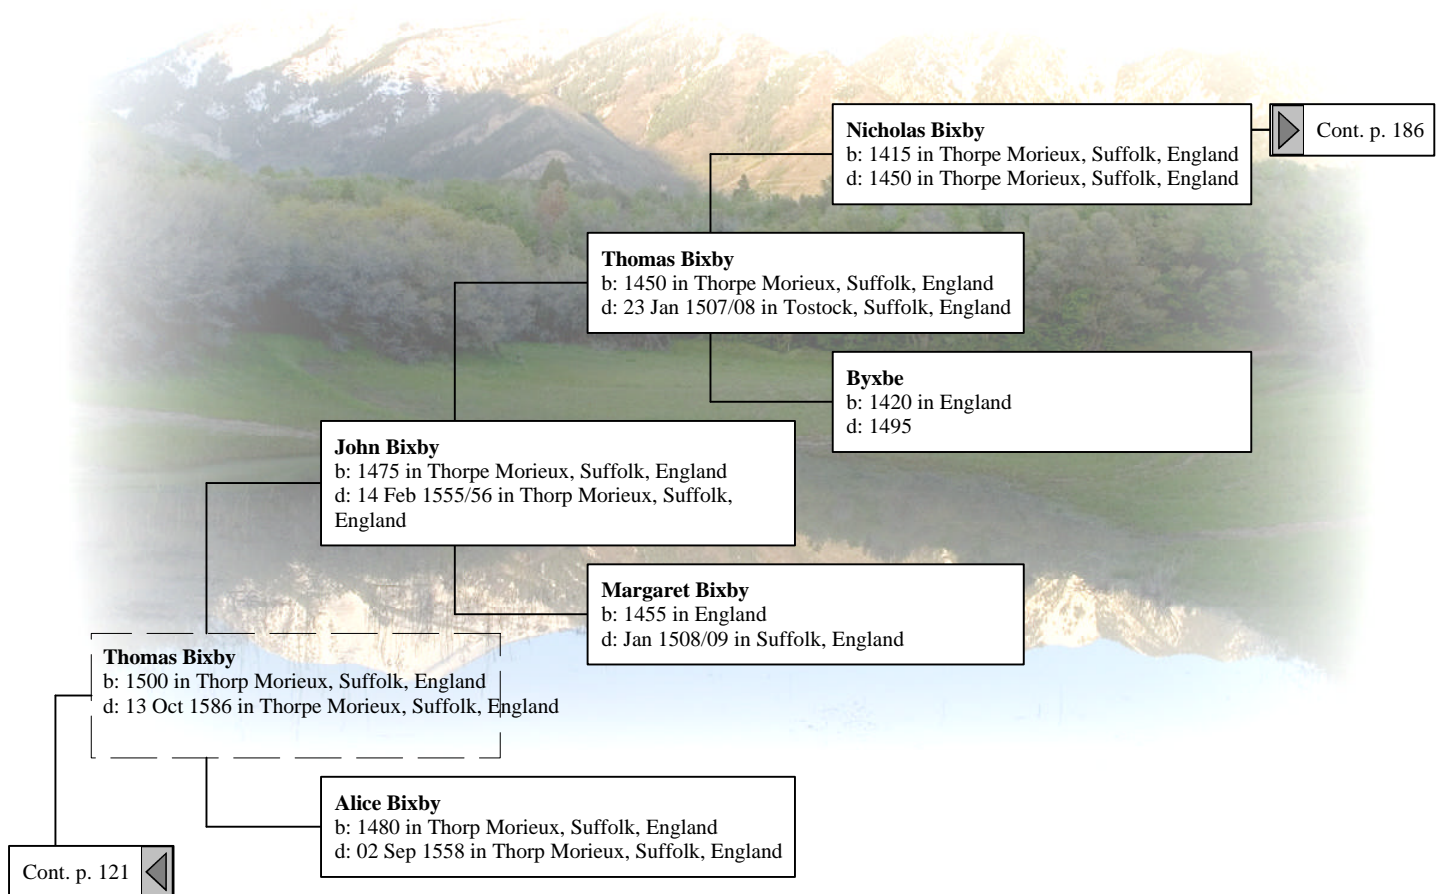 Nicholas Bixby
b: 1415 in Thorpe Morieux, Suffolk, England
d: 1450 in Thorpe Morieux, Suffolk, England
Cont. p. 186
Thomas Bixby
b: 1450 in Thorpe Morieux, Suffolk, England
d: 23 Jan 1507/08 in Tostock, Suffolk, England
Byxbe
b: 1420 in England
d: 1495
John Bixby
b: 1475 in Thorpe Morieux, Suffolk, England
d: 14 Feb 1555/56 in Thorp Morieux, Suffolk,
England
Margaret Bixby
b: 1455 in England
d: Jan 1508/09 in Suffolk, England
Thomas Bixby
b: 1500 in Thorp Morieux, Suffolk, England
d: 13 Oct 1586 in Thorpe Morieux, Suffolk, England
Alice Bixby
b: 1480 in Thorp Morieux, Suffolk, England
d: 02 Sep 1558 in Thorp Morieux, Suffolk, England
Cont. p. 121